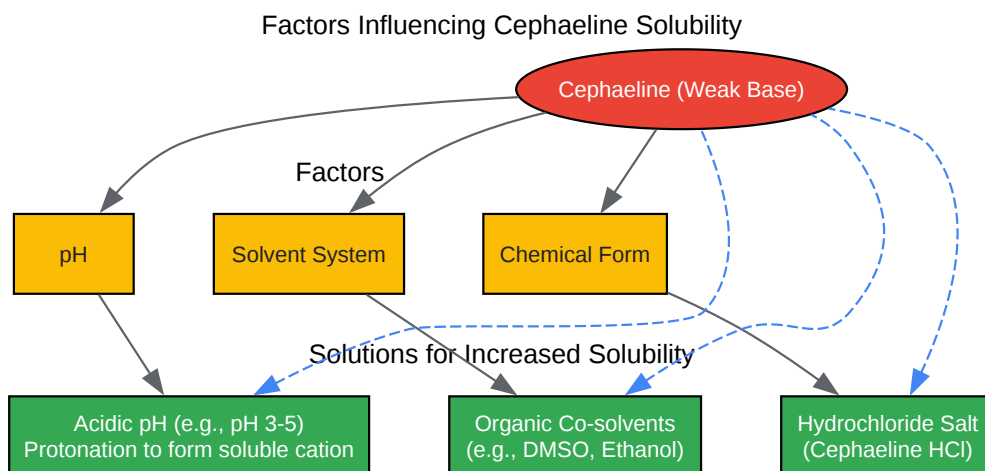 Factors Influencing Cephaeline Solubility
Cephaeline (Weak Base)
Factors
pH
Solvent System
Chemical Form
Solutions for Increased Solubility
Acidic pH (e.g., pH 3-5)
Protonation to form soluble cation
Organic Co-solvents
(e.g., DMSO, Ethanol)
Hydrochloride Salt
(Cephaeline HCl)